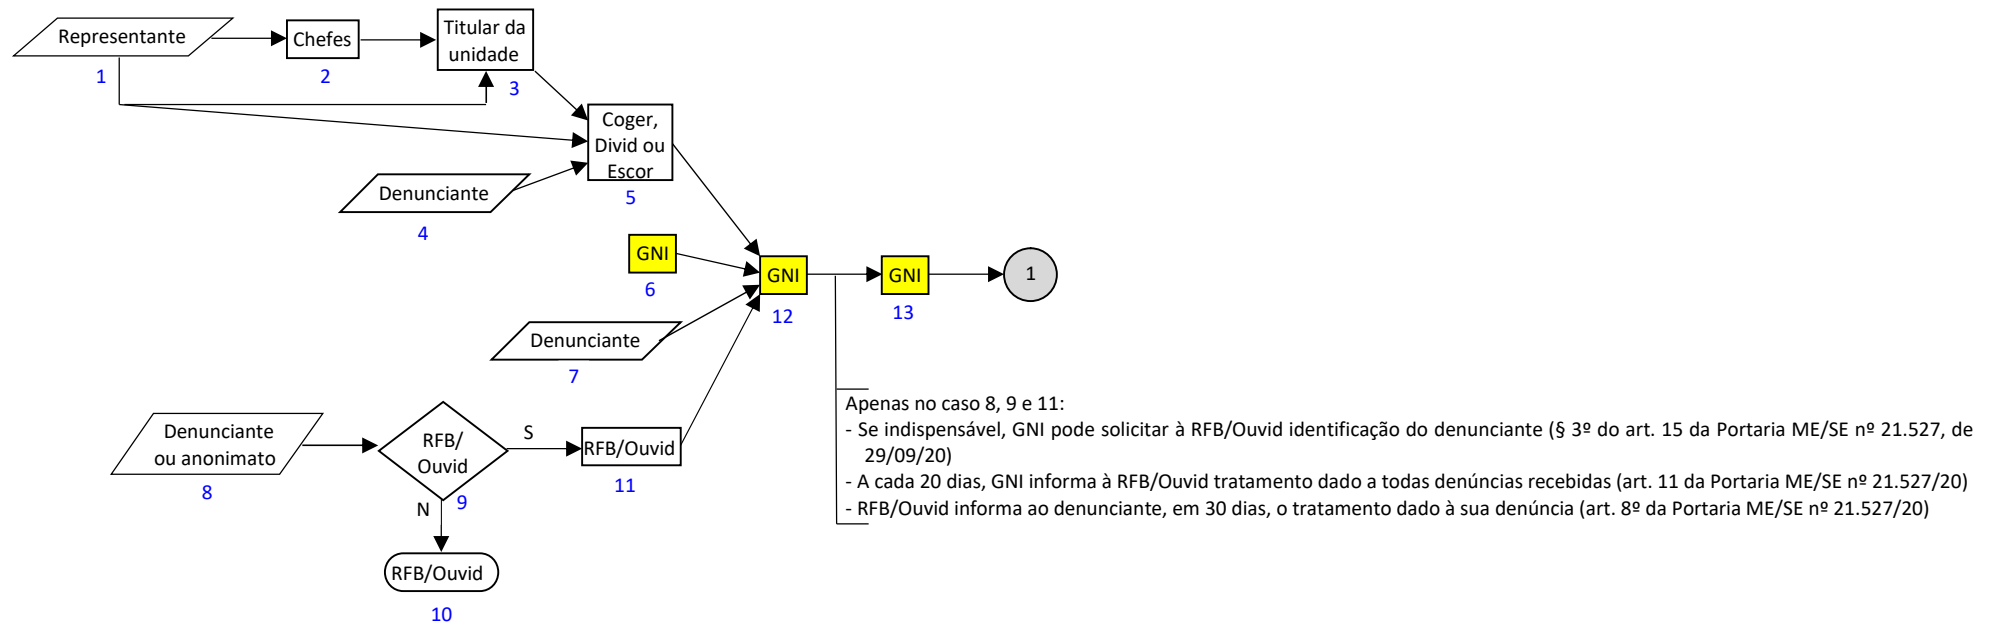 Representante
1
Chefes
2
Titular da
unidade
3
Coger,
Divid ou
Escor
5
Denunciante
4
GNI
6
GNI
12
GNI
13
1
Denunciante
7
Denunciante
ou anonimato
8
RFB/
Ouvid
9
S
N
RFB/Ouvid
11
RFB/Ouvid
10
Apenas no caso 8, 9 e 11:
- Se indispensável, GNI pode solicitar à RFB/Ouvid identificação do denunciante (§ 3º do art. 15 da Portaria ME/SE nº 21.527, de
29/09/20)
- A cada 20 dias, GNI informa à RFB/Ouvid tratamento dado a todas denúncias recebidas (art. 11 da Portaria ME/SE nº 21.527/20)
- RFB/Ouvid informa ao denunciante, em 30 dias, o tratamento dado à sua denúncia (art. 8º da Portaria ME/SE nº 21.527/20)